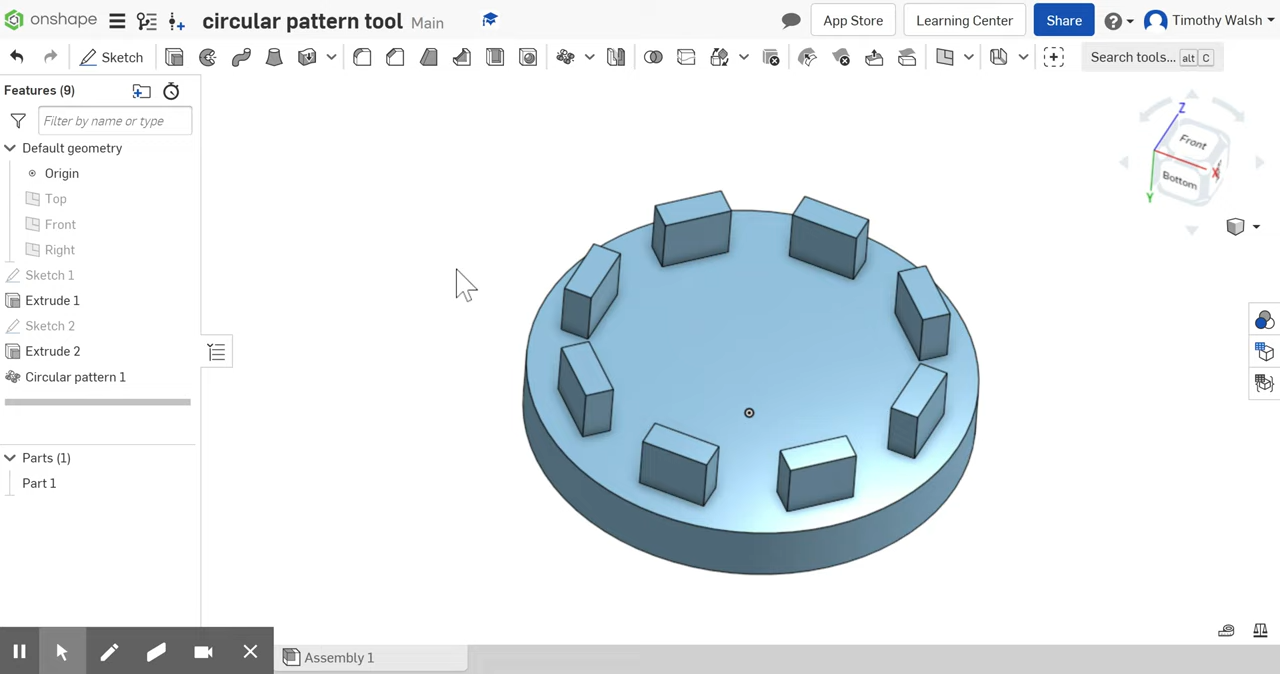 onshape circular pattern tool Main App Store Learning Center Share Timothy Walsh
Sketch Search tools... alt C
Features (9)
Filter by name or type
Default geometry
Origin
Top
Front
Right
Sketch 1
Extrude 1
Sketch 2
Extrude 2
Circular pattern 1
Parts (1)
Part 1
Z
Front
X
Bottom
Y
Assembly 1